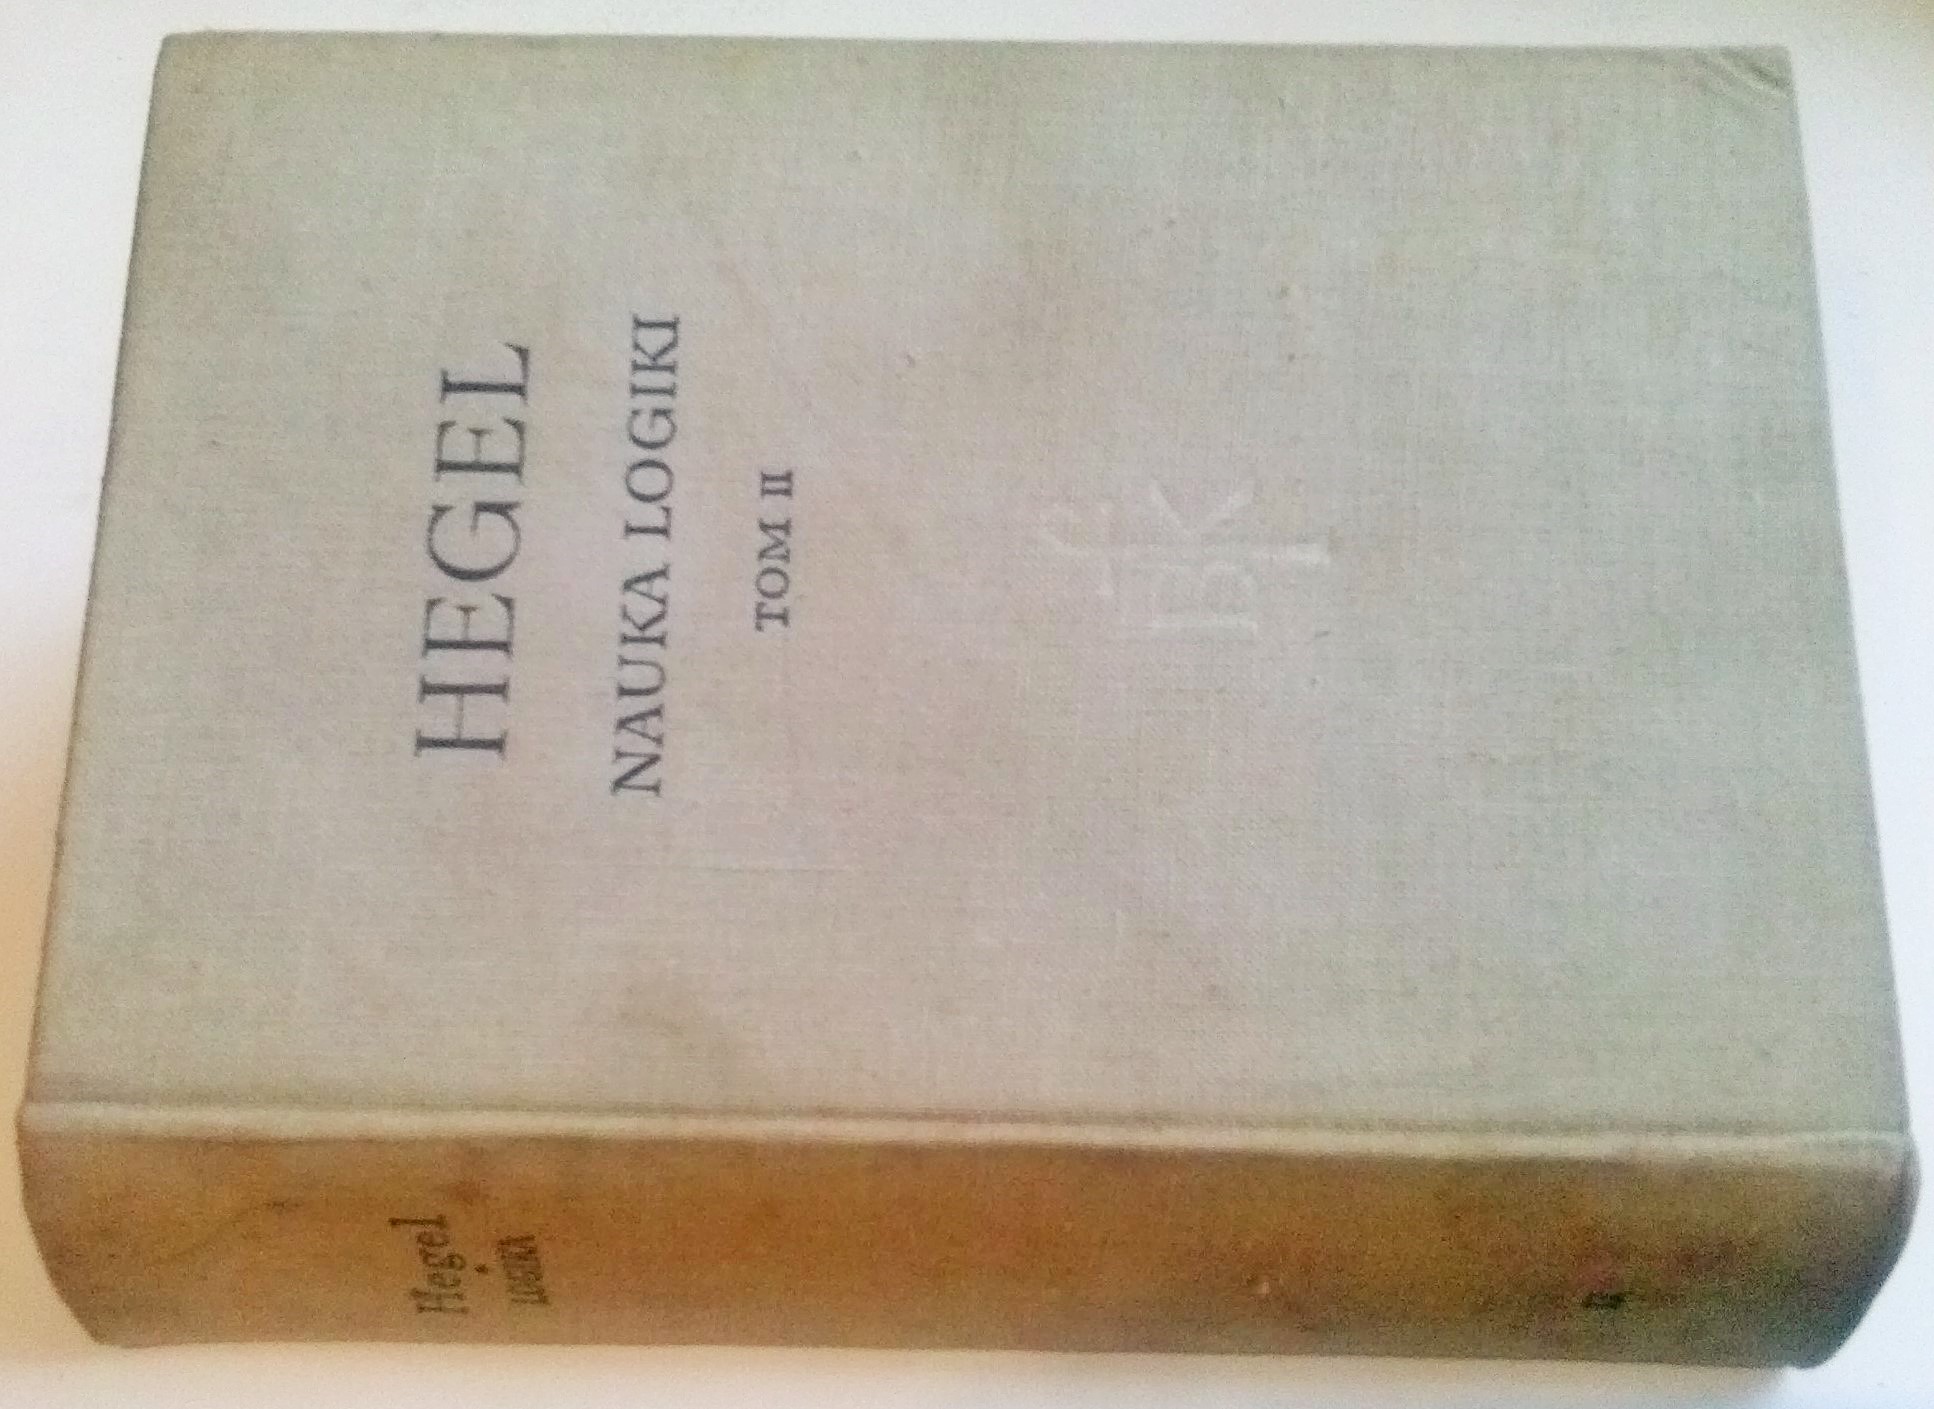 HEGEL
NAUKA LOGIKI
TOM II
Hegel
LOGIKA